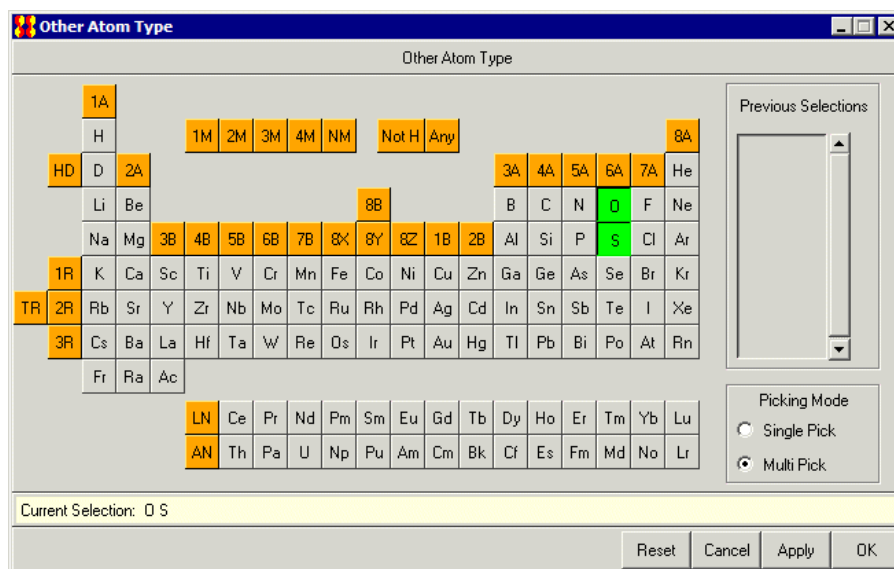 Other Atom Type
Other Atom Type
1A
H 1M 2M 3M 4M NM Not H Any 8A
HD D 2A 3A 4A 5A 6A 7A He
Li Be 8B B C N O F Ne
Na Mg 3B 4B 5B 6B 7B 8X 8Y 8Z 1B 2B Al Si P S Cl Ar
1R K Ca Sc Ti V Cr Mn Fe Co Ni Cu Zn Ga Ge As Se Br Kr
TR 2R Rb Sr Y Zr Nb Mo Tc Ru Rh Pd Ag Cd In Sn Sb Te I Xe
3R Cs Ba La Hf Ta W Re Os Ir Pt Au Hg Tl Pb Bi Po At Rn
Fr Ra Ac
LN Ce Pr Nd Pm Sm Eu Gd Tb Dy Ho Er Tm Yb Lu
AN Th Pa U Np Pu Am Cm Bk Cf Es Fm Md No Lr
Previous Selections
Picking Mode
Single Pick
Multi Pick
Current Selection: O S
Reset Cancel Apply OK